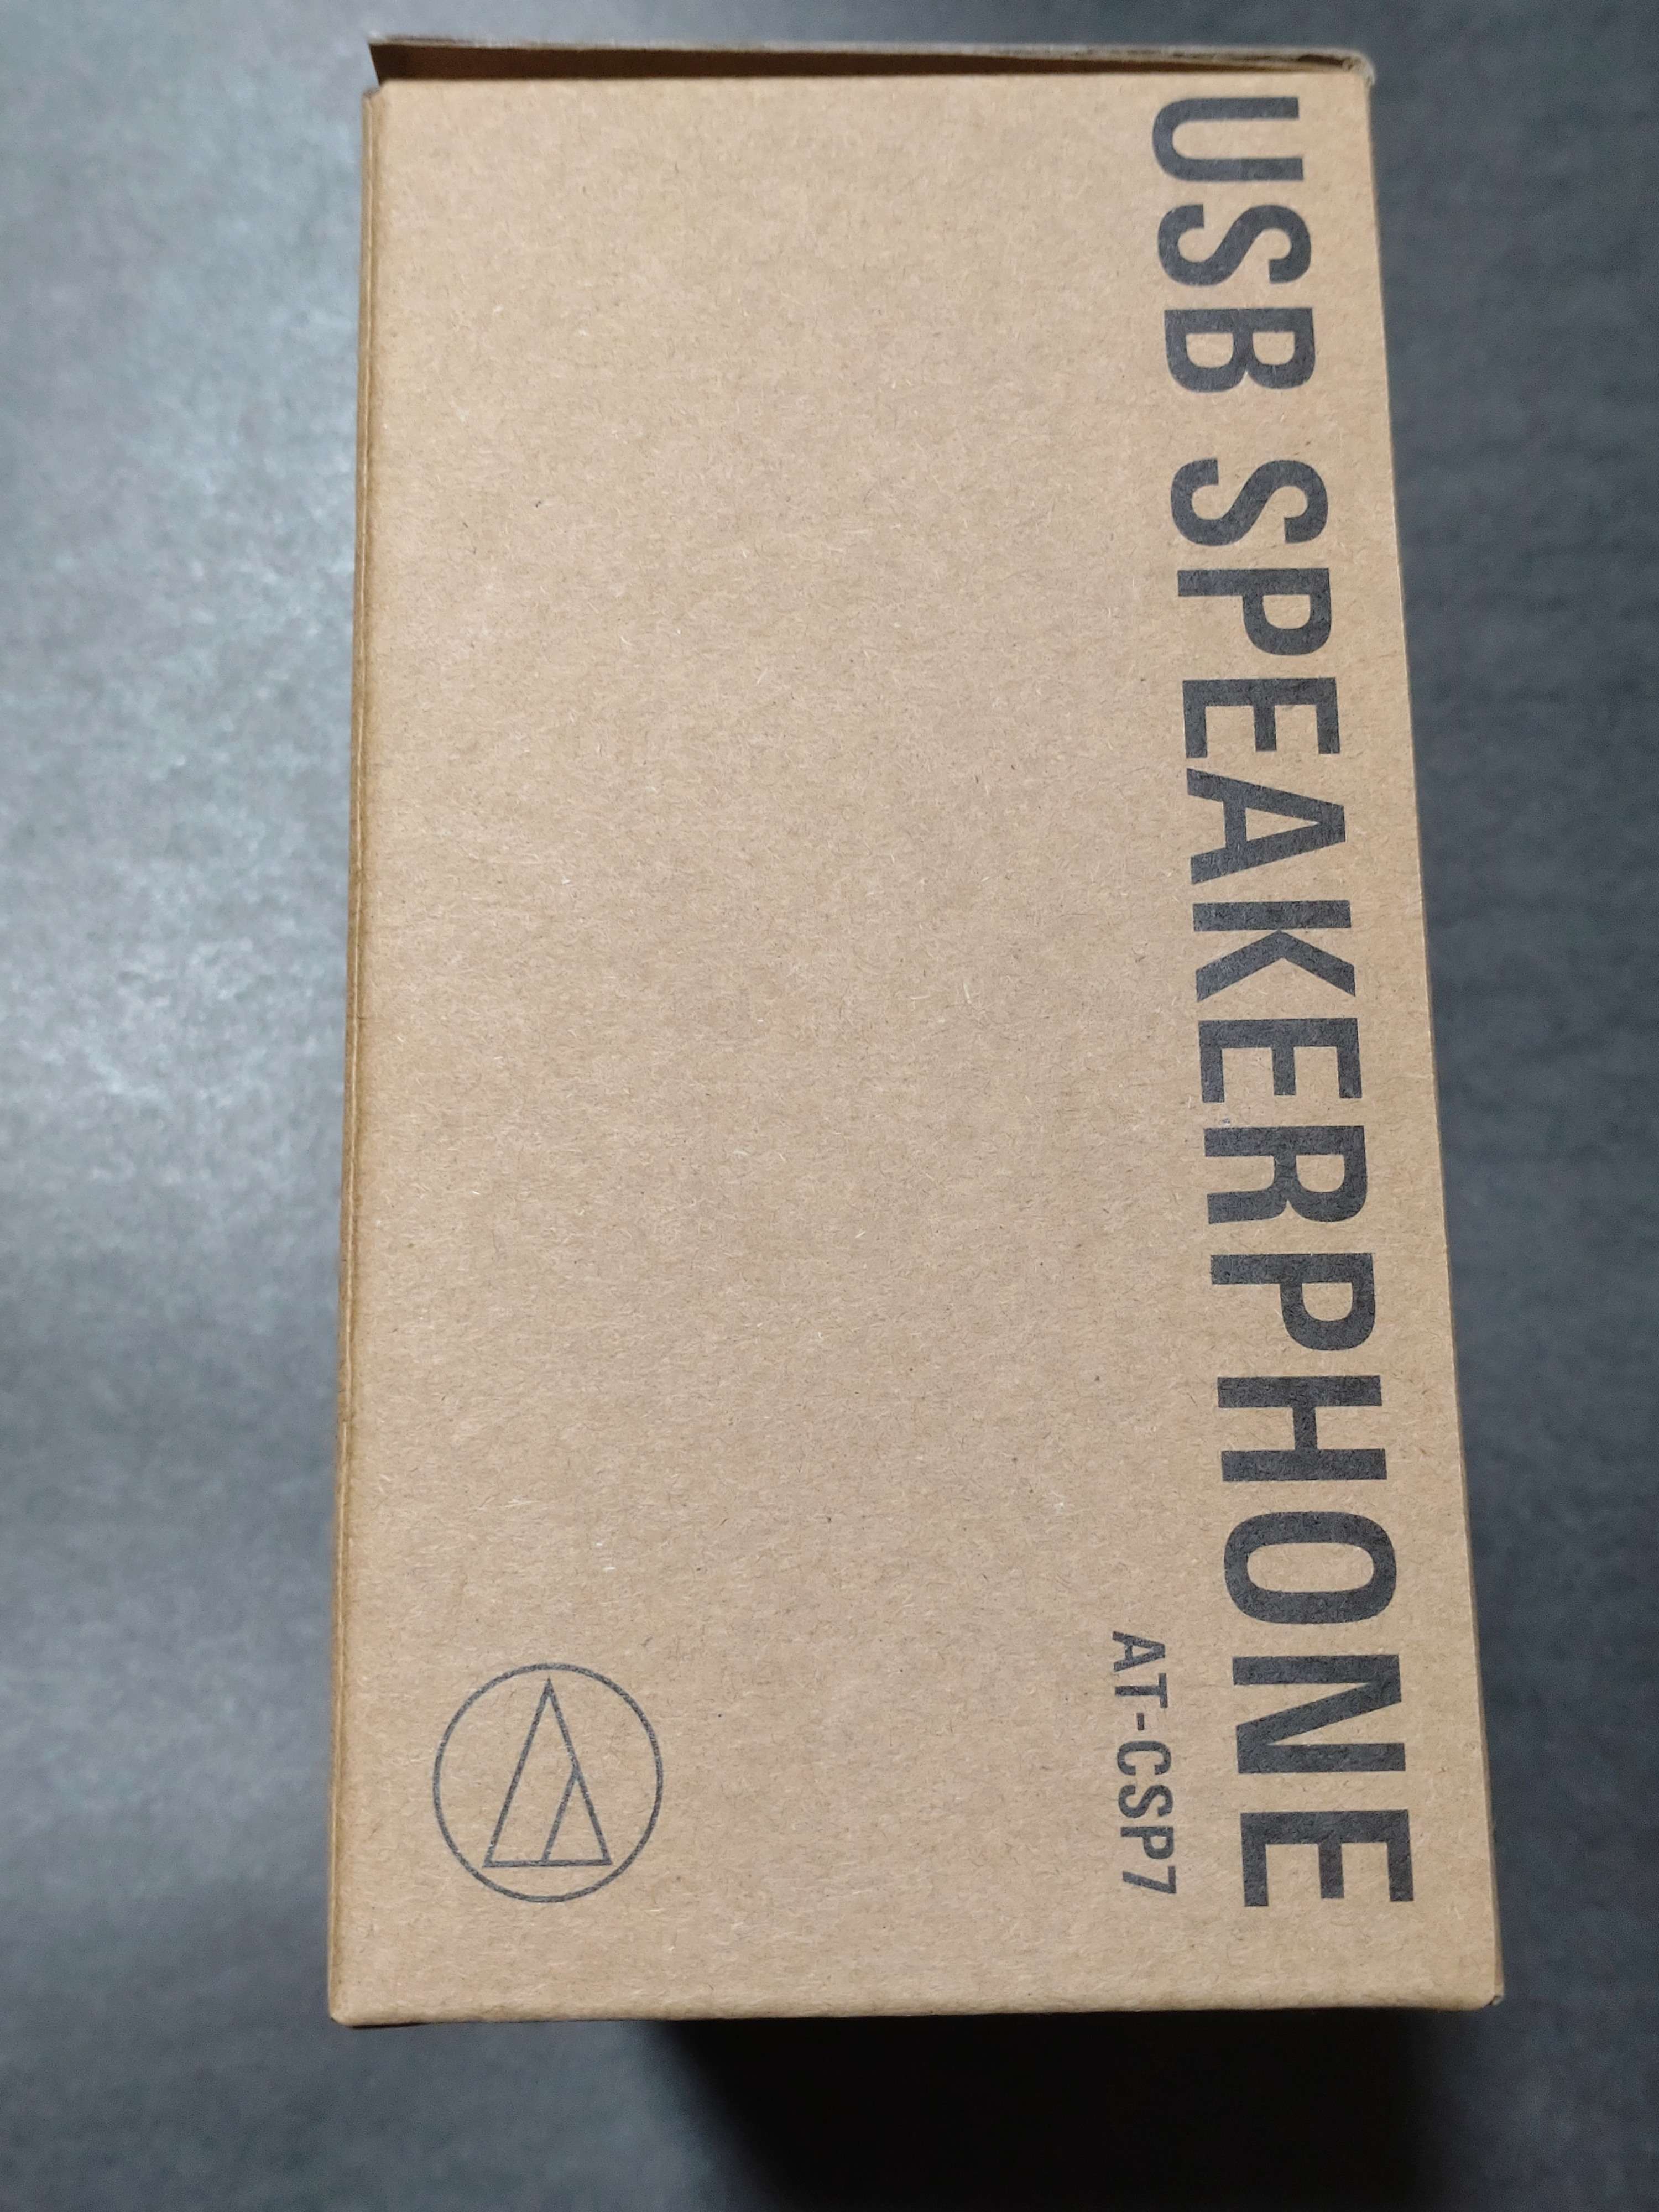 USB SPEAKERPHONE
AT-CSP7